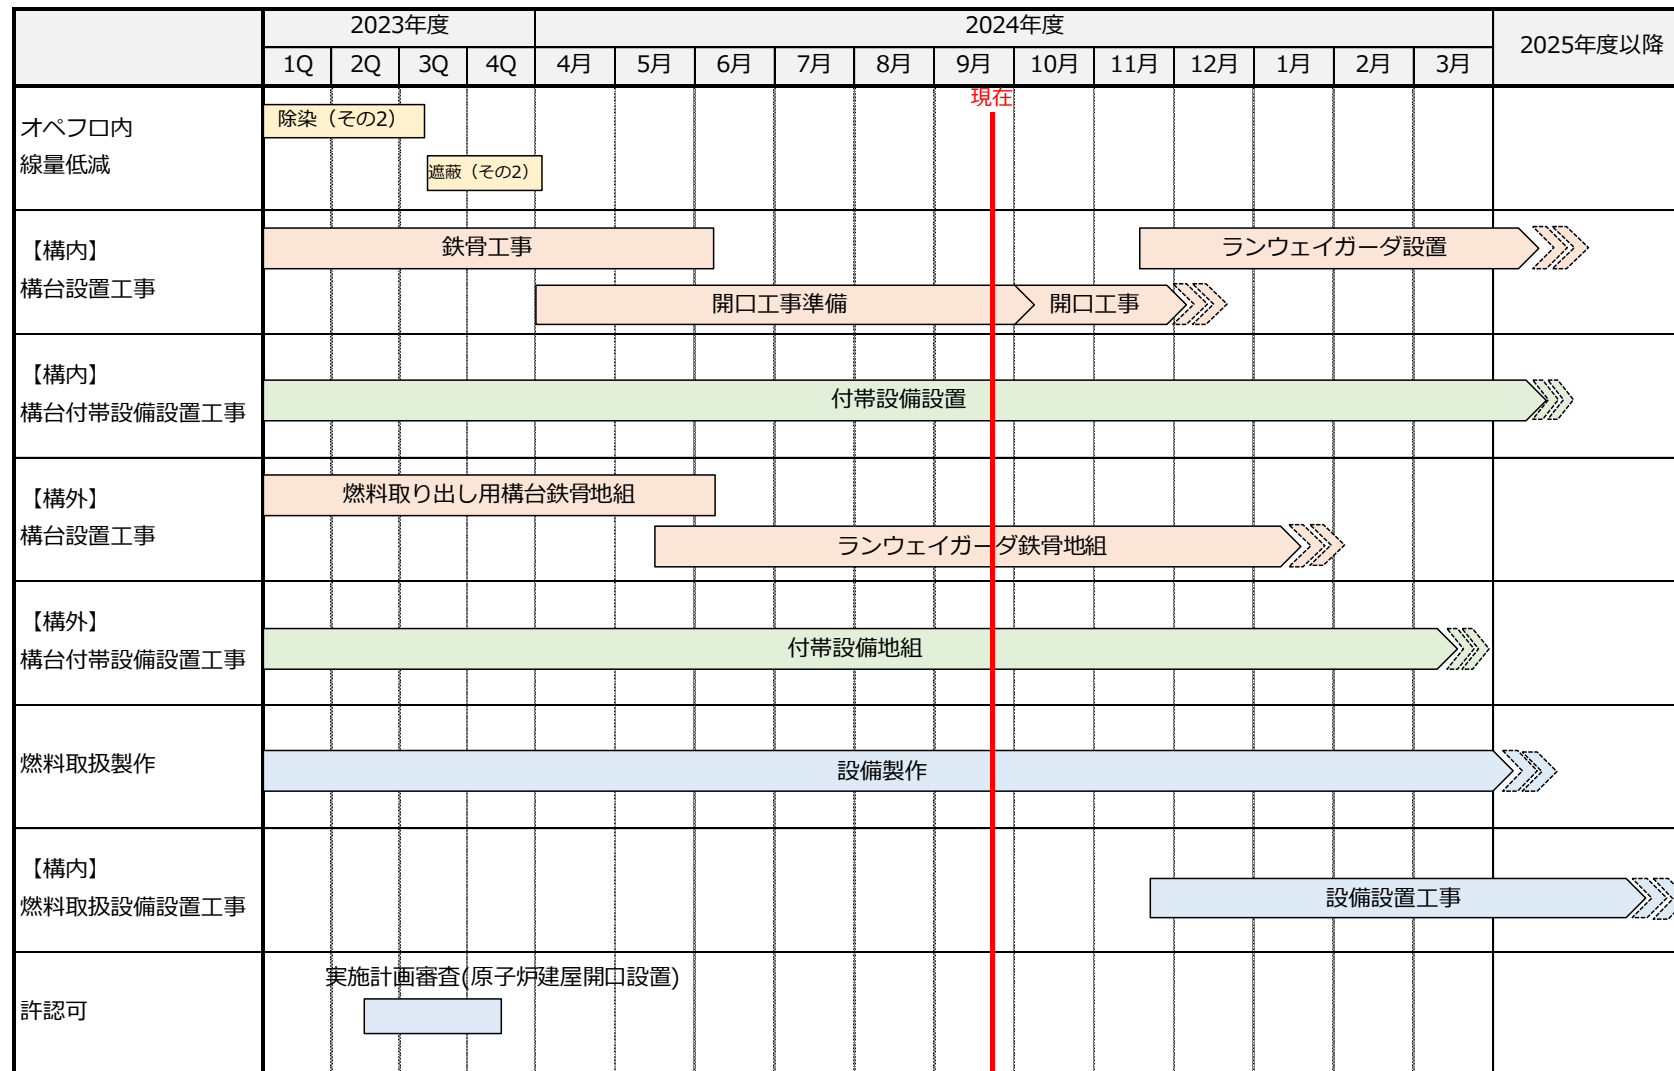 2023年度
2024年度
2025年度以降
1Q
2Q
3Q
4Q
4月
5月
6月
7月
8月
9月
10月
11月
12月
1月
2月
3月
現在
オペフロ内
線量低減
除染（その2）
遮蔽（その2）
【構内】
構台設置工事
鉄骨工事
ランウェイガーダ設置
開口工事準備
開口工事
【構内】
構台付帯設備設置工事
付帯設備設置
【構外】
構台設置工事
燃料取り出し用構台鉄骨地組
ランウェイガーダ鉄骨地組
【構外】
構台付帯設備設置工事
付帯設備地組
燃料取扱製作
設備製作
【構内】
燃料取扱設備設置工事
設備設置工事
許認可
実施計画審査(原子炉建屋開口設置)